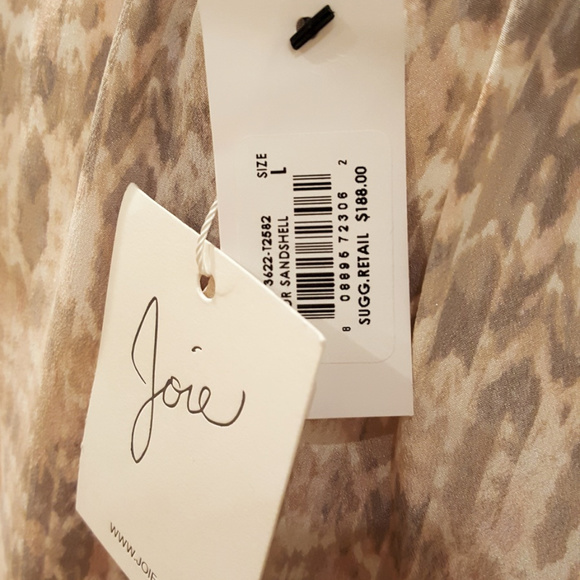 SIZE
L
3622-T2582
SANDSHELL
8 08896 72306 2
SUGG.RETAIL $188.00
Joie
WWW.JOIE